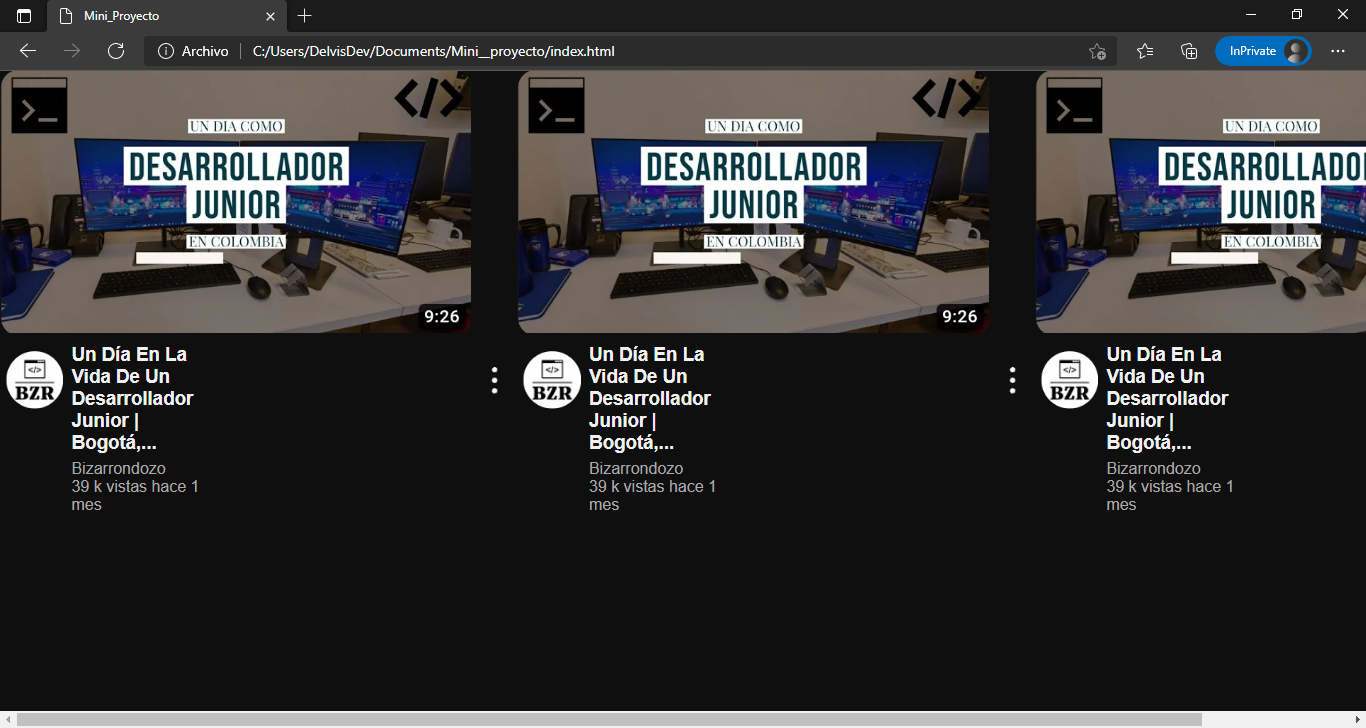 Mini_Proyecto
Archivo
C:/Users/DelvisDev/Documents/Mini__proyecto/index.html
InPrivate
</>
UN DIA COMO
DESARROLLADOR
JUNIOR
EN COLOMBIA
9:26
</>
BZR
Un Día En La
Vida De Un
Desarrollador
Junior |
Bogotá,...
Bizarrondozo
39 k vistas hace 1
mes
</>
UN DIA COMO
DESARROLLADOR
JUNIOR
EN COLOMBIA
9:26
</>
BZR
Un Día En La
Vida De Un
Desarrollador
Junior |
Bogotá,...
Bizarrondozo
39 k vistas hace 1
mes
UN DIA COMO
DESARROLLADO
JUNIOR
EN COLOMBIA
</>
BZR
Un Día En La
Vida De Un
Desarrollador
Junior |
Bogotá,...
Bizarrondozo
39 k vistas hace 1
mes